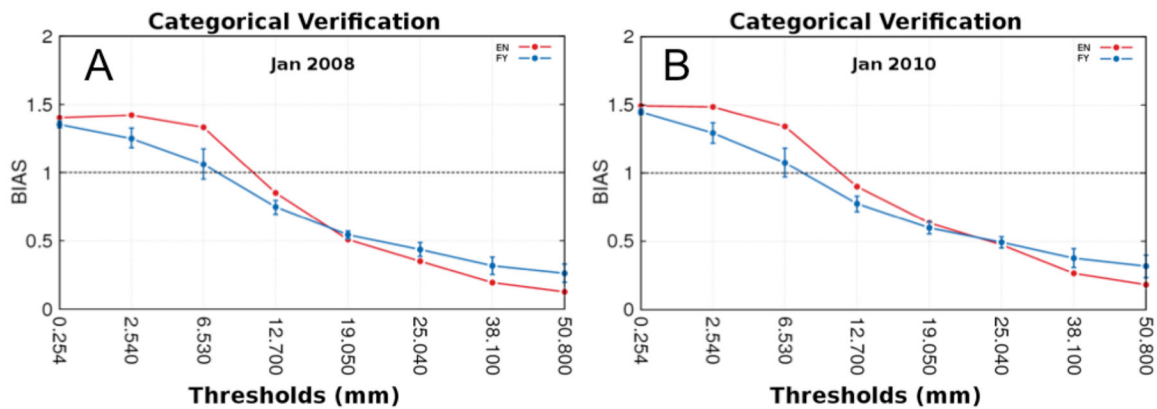 Categorical Verification
A
Jan 2008
EN
FY
2
1.5
1
0.5
0
BIAS
0.254
2.540
6.530
12.700
19.050
25.040
38.100
50.800
Thresholds (mm)
Categorical Verification
B
Jan 2010
EN
FY
2
1.5
1
0.5
0
BIAS
0.254
2.540
6.530
12.700
19.050
25.040
38.100
50.800
Thresholds (mm)